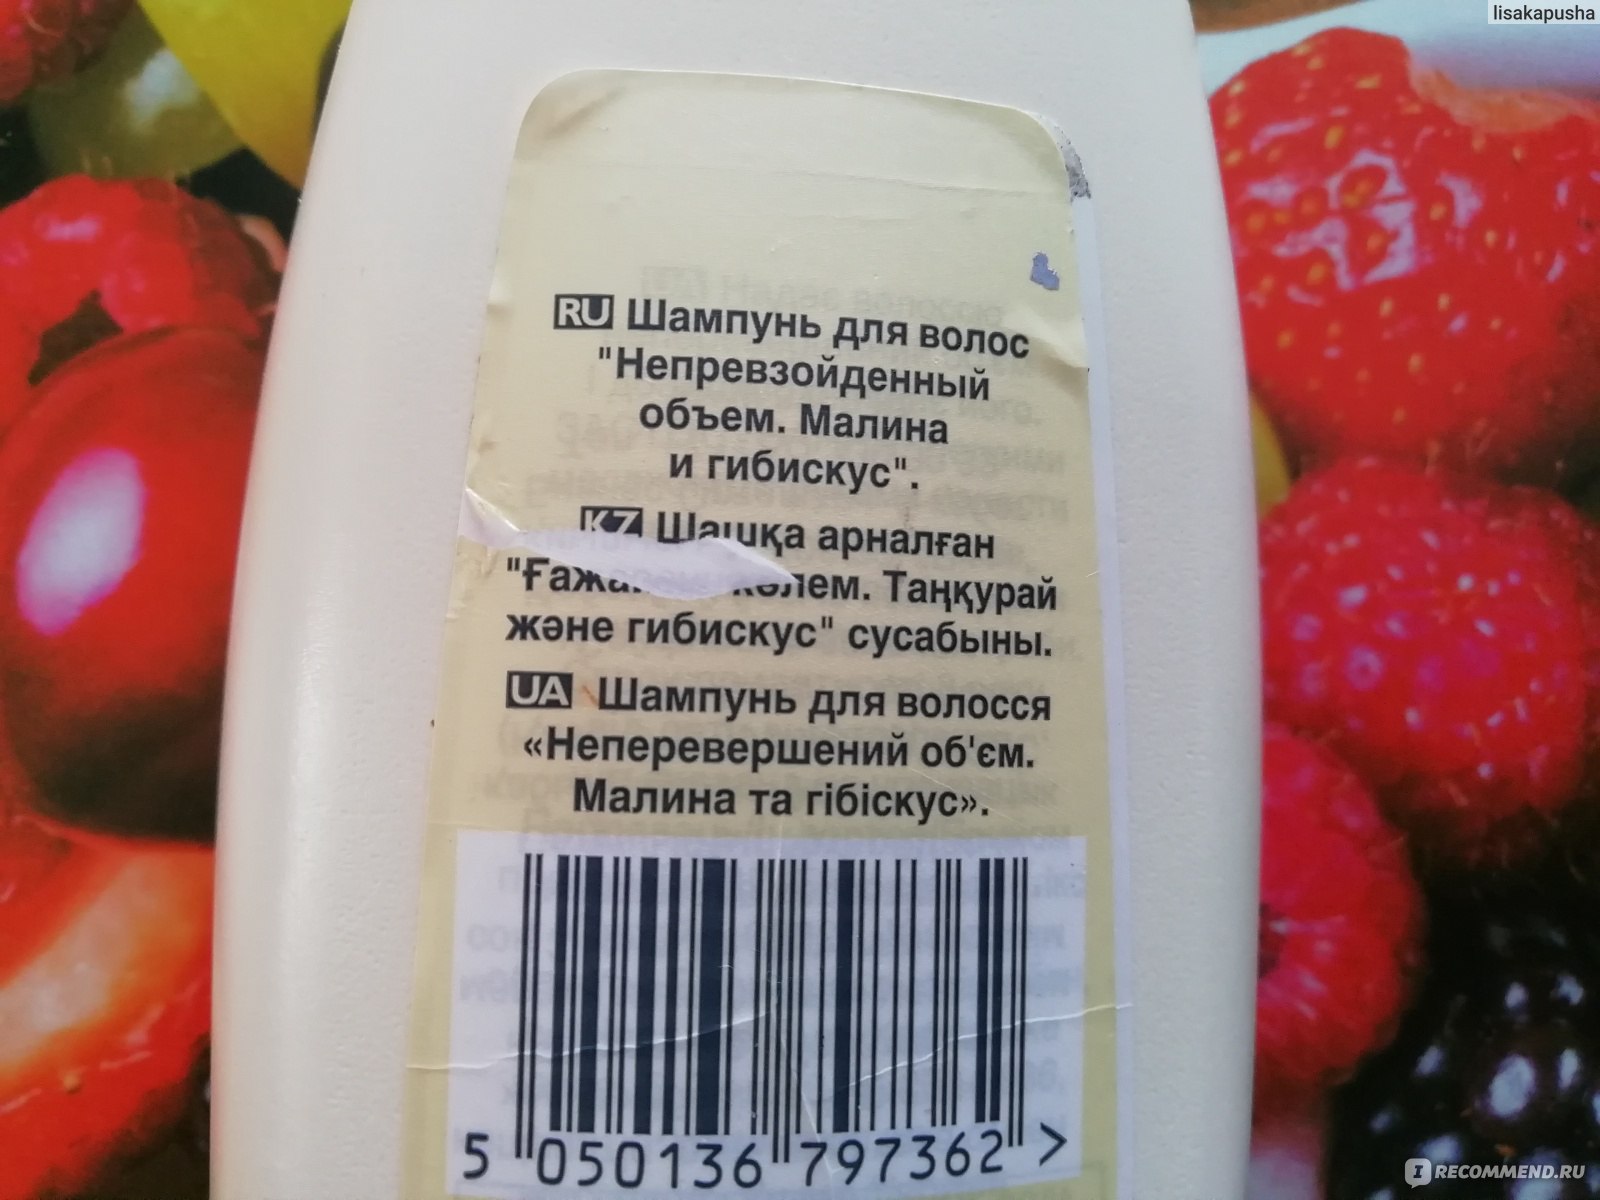 lisakapusha
RU Шампунь для волос
"Непревзойденный
объем. Малина
и гибискус".
KZ Шашқа арналған
көлем. Таңқурай
және гибискус" сусабыны.
UA Шампунь для волосся
«Неперевершений об'єм.
Малина та гібіскус».
5 050136 797362 >
I RECOMMEND.RU